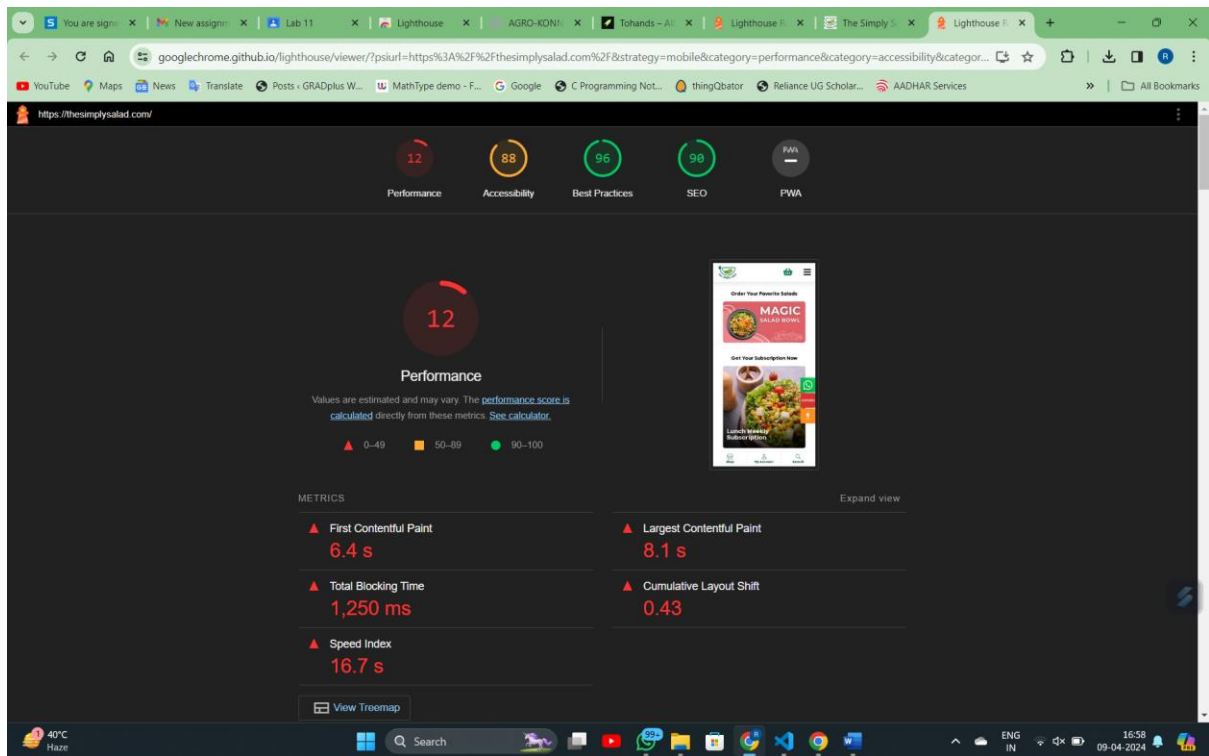 You are signe
New assignm
Lab 11
Lighthouse
AGRO-KONN
Tohands – Al
Lighthouse R
The Simply S
Lighthouse R
googlechrome.github.io/lighthouse/viewer/?psiurl=https%3A%2F%2Fthesimplysalad.com%2F&strategy=mobile&category=performance&category=accessibility&categor...
YouTube Maps News Translate Posts ‹ GRADplus W... MathType demo - F... Google C Programming Not... thingQbator Reliance UG Scholar... AADHAR Services » All Bookmarks
https://thesimplysalad.com/
12 88 96 90 PWA
Performance Accessibility Best Practices SEO PWA
12
Performance
Values are estimated and may vary. The performance score is
calculated directly from these metrics. See calculator.
0–49 50–89 90–100
Order Your Favorite Salads
MAGIC
SALAD BOWL
Get Your Subscription Now
Lunch Weekly
Subscription
METRICS Expand view
First Contentful Paint
6.4 s
Largest Contentful Paint
8.1 s
Total Blocking Time
1,250 ms
Cumulative Layout Shift
0.43
Speed Index
16.7 s
View Treemap
1
40°C
Haze
Search
99+
ENG
IN
16:58
09-04-2024